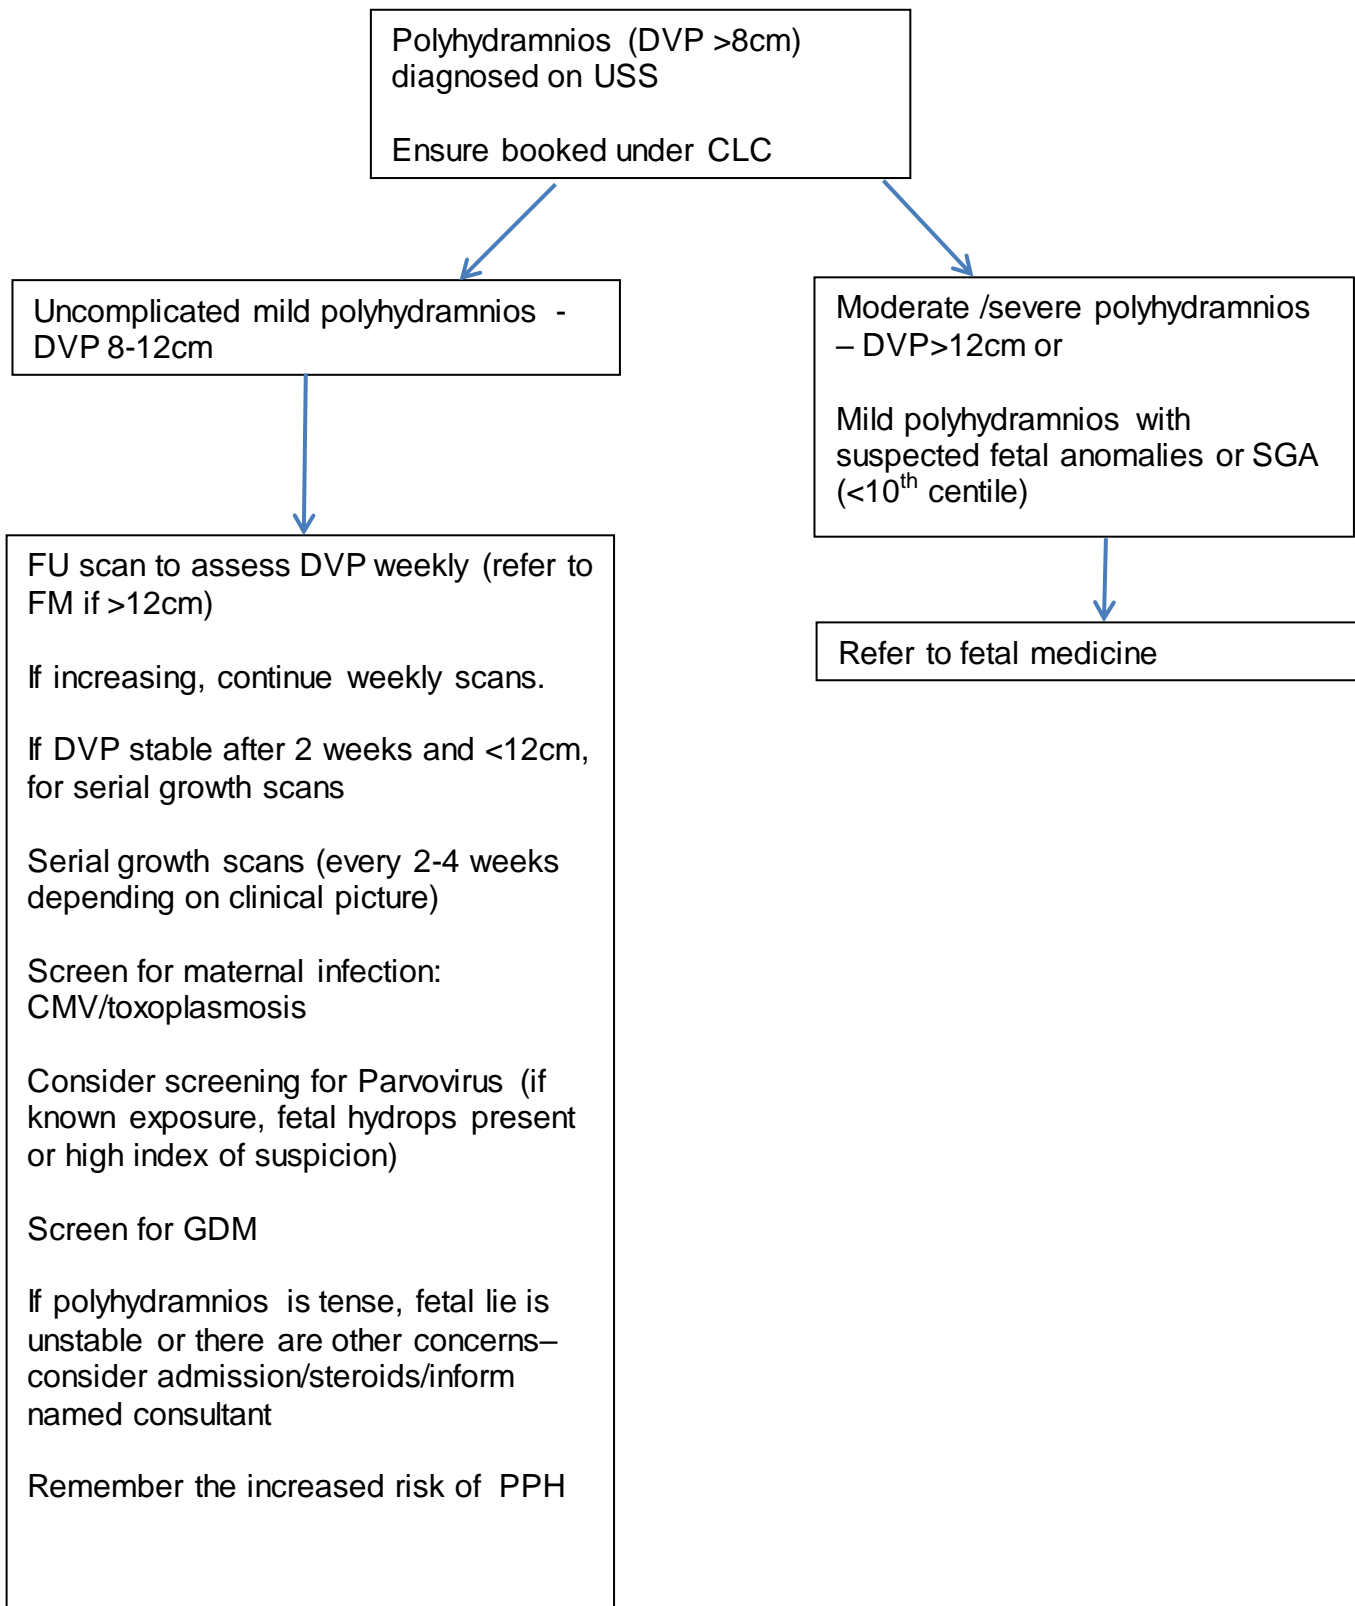 Polyhydramnios (DVP >8cm)
diagnosed on USS
Ensure booked under CLC
Uncomplicated mild polyhydramnios -
DVP 8-12cm
Moderate /severe polyhydramnios
– DVP>12cm or
Mild polyhydramnios with
suspected fetal anomalies or SGA
(<10th centile)
FU scan to assess DVP weekly (refer to
FM if >12cm)
If increasing, continue weekly scans.
If DVP stable after 2 weeks and <12cm,
for serial growth scans
Serial growth scans (every 2-4 weeks
depending on clinical picture)
Screen for maternal infection:
CMV/toxoplasmosis
Consider screening for Parvovirus (if
known exposure, fetal hydrops present
or high index of suspicion)
Screen for GDM
If polyhydramnios is tense, fetal lie is
unstable or there are other concerns–
consider admission/steroids/inform
named consultant
Remember the increased risk of PPH
Refer to fetal medicine